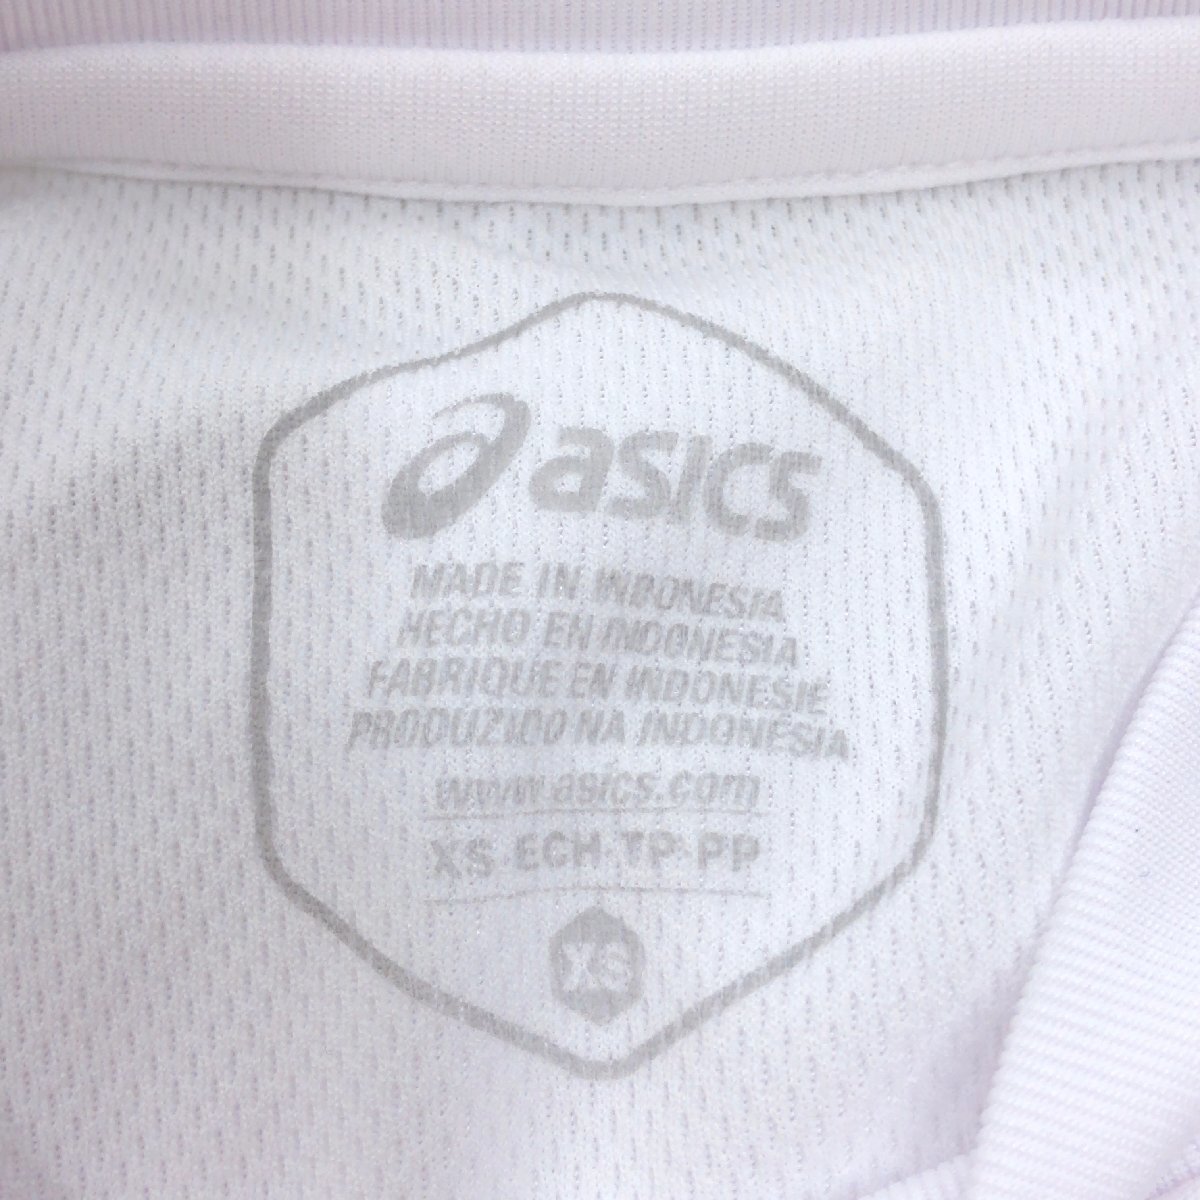 asics
MADE IN INDONESIA
HECHO EN INDONESIA
FABRIQUE EN INDONESIE
PRODUZIDO NA INDONÉSIA
www.asics.com
XS·ECH·TP·PP
XS